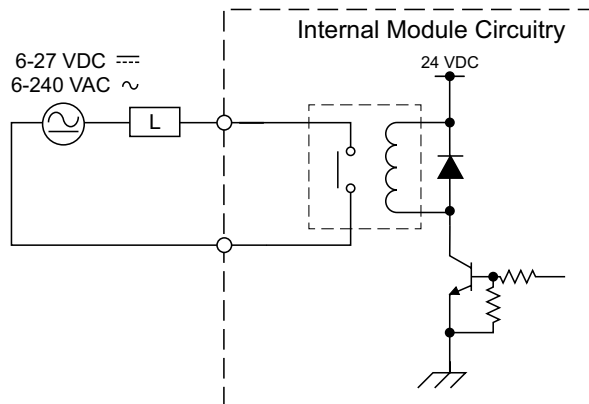 Internal Module Circuitry
6-27 VDC ⎓
6-240 VAC ∿
24 VDC
L